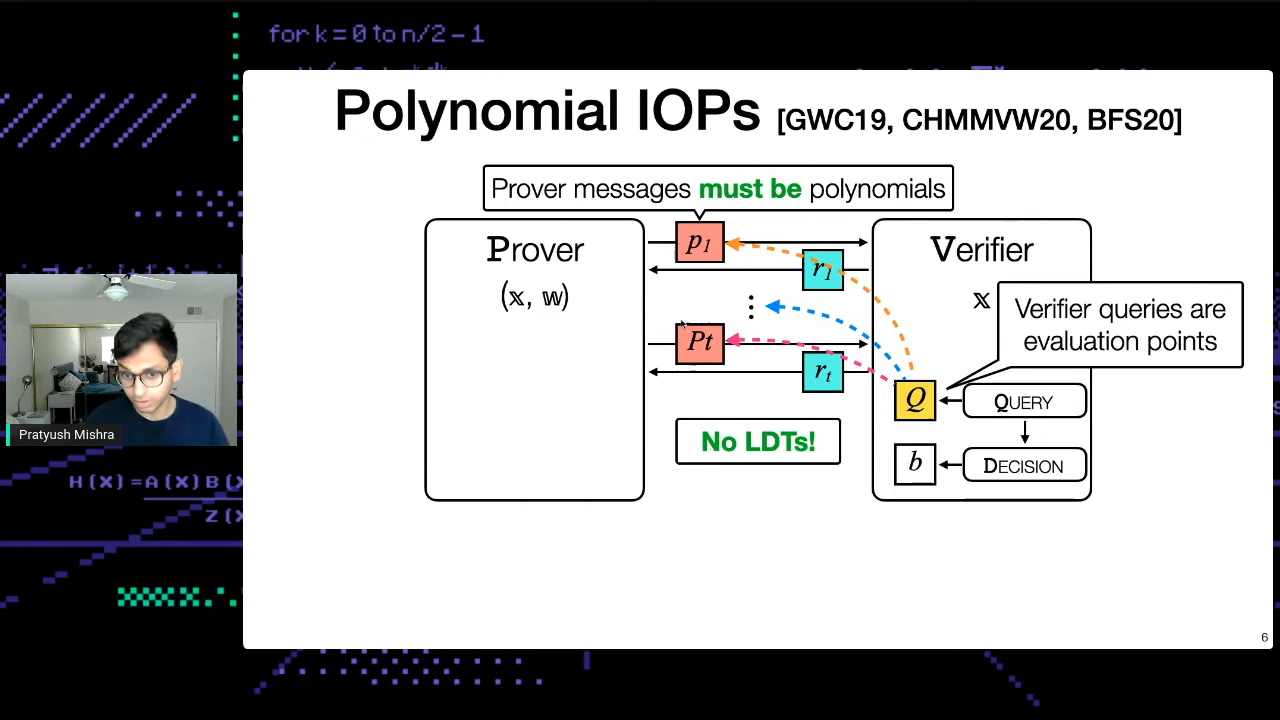 for k = 0 to n/2 - 1
Polynomial IOPs [GWC19, CHMMVW20, BFS20]
Prover messages must be polynomials
Prover
(𝕩, 𝕨)
p1
r1
⋮
Pt
rt
No LDTs!
Verifier
𝕩
Verifier queries are
evaluation points
Q
QUERY
b
DECISION
6
Pratyush Mishra
H(X) =A(X)B(X
Z(X